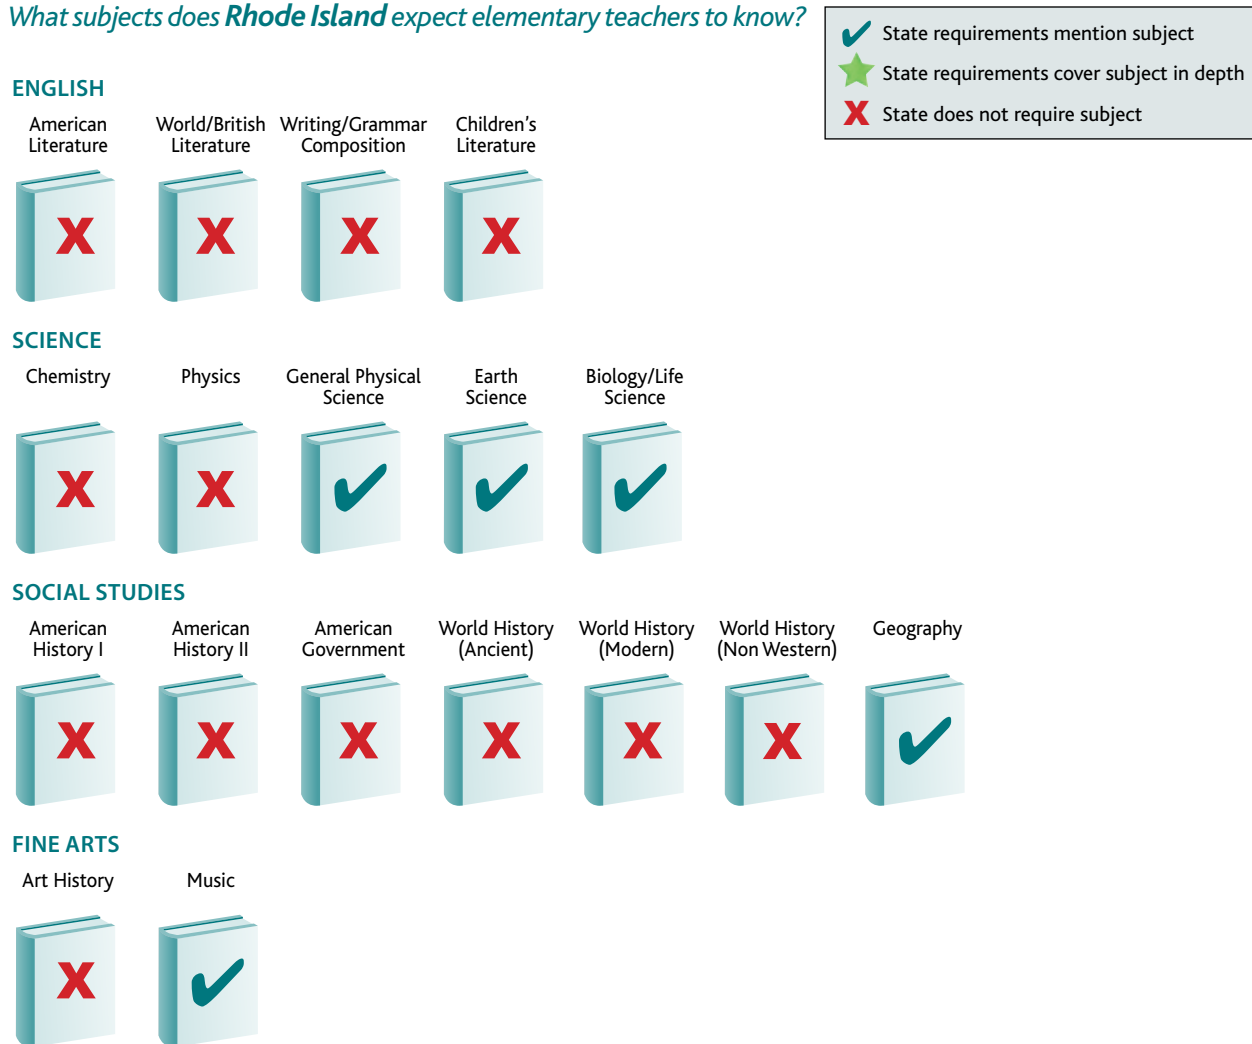 What subjects does Rhode Island expect elementary teachers to know?
State requirements mention subject
State requirements cover subject in depth
State does not require subject
ENGLISH
American
Literature
World/British
Literature
Writing/Grammar
Composition
Children's
Literature
SCIENCE
Chemistry
Physics
General Physical
Science
Earth
Science
Biology/Life
Science
SOCIAL STUDIES
American
History I
American
History II
American
Government
World History
(Ancient)
World History
(Modern)
World History
(Non Western)
Geography
FINE ARTS
Art History
Music